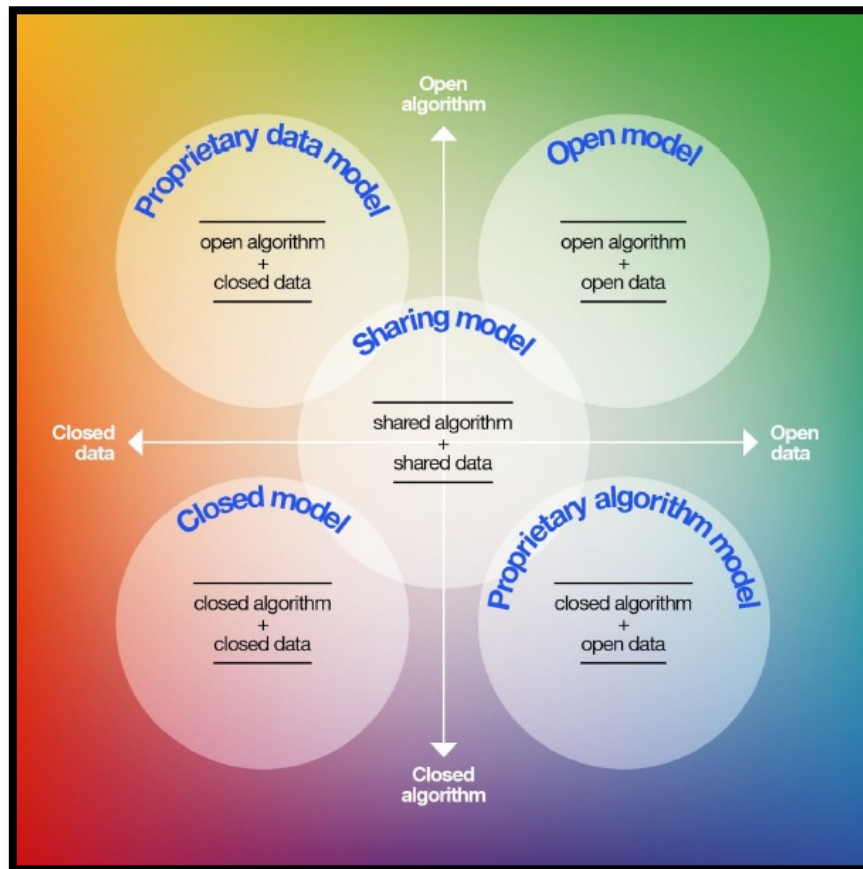 Open
algorithm
Proprietary data model
open algorithm
+
closed data
Open model
open algorithm
+
open data
Sharing model
shared algorithm
+
shared data
Closed
data
Open
data
Closed model
closed algorithm
+
closed data
Proprietary algorithm model
closed algorithm
+
open data
Closed
algorithm